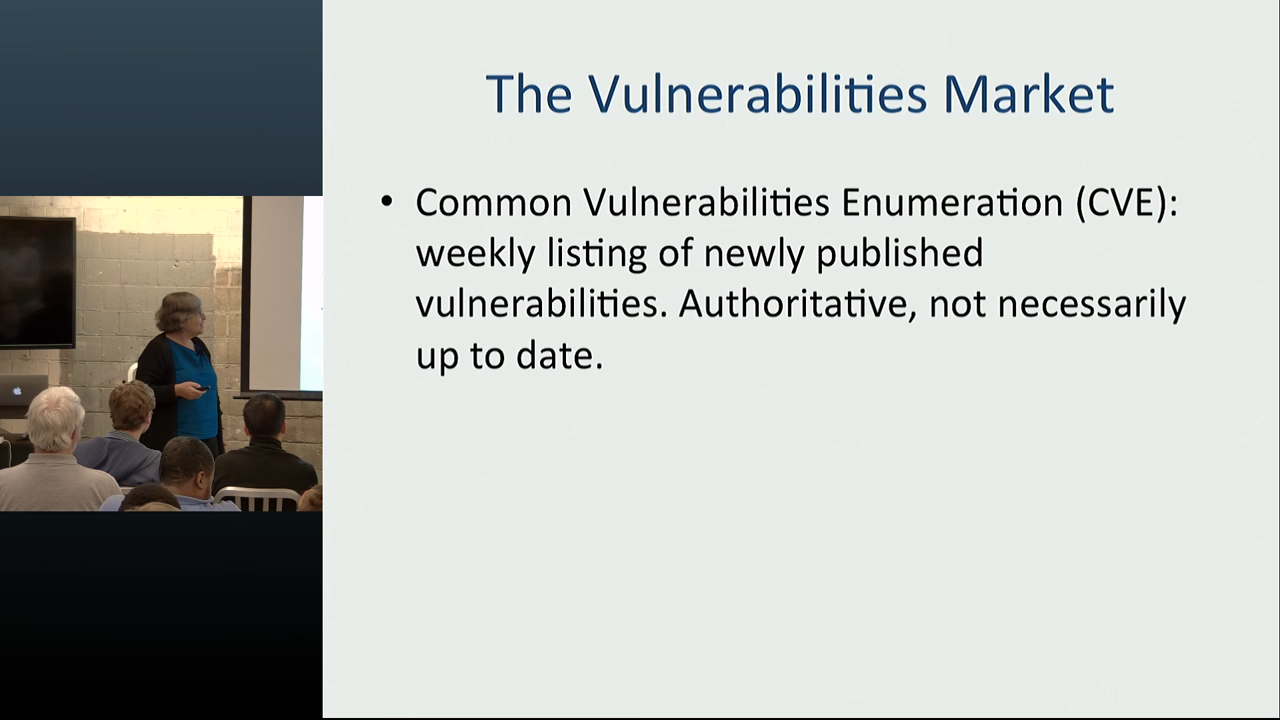 The Vulnerabilities Market
• Common Vulnerabilities Enumeration (CVE):
weekly listing of newly published
vulnerabilities. Authoritative, not necessarily
up to date.